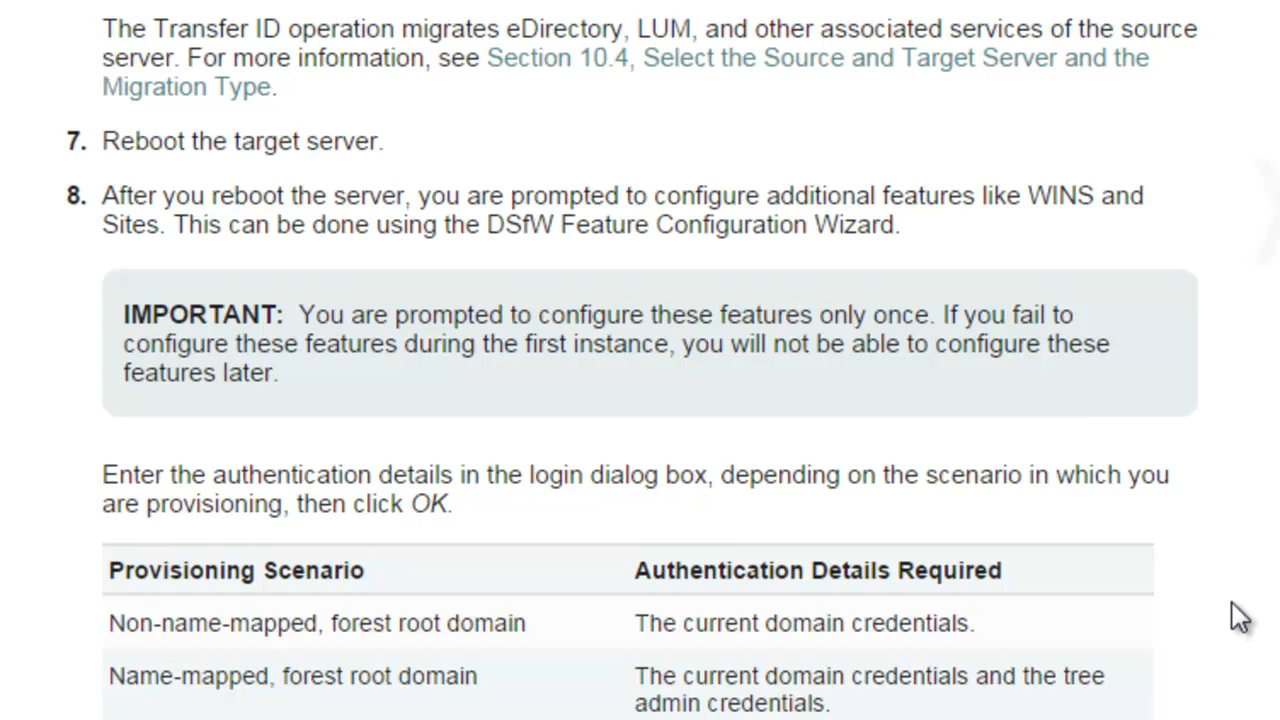 The Transfer ID operation migrates eDirectory, LUM, and other associated services of the source
server. For more information, see Section 10.4, Select the Source and Target Server and the
Migration Type.
7. Reboot the target server.
8. After you reboot the server, you are prompted to configure additional features like WINS and
Sites. This can be done using the DSfW Feature Configuration Wizard.
IMPORTANT: You are prompted to configure these features only once. If you fail to
configure these features during the first instance, you will not be able to configure these
features later.
Enter the authentication details in the login dialog box, depending on the scenario in which you
are provisioning, then click OK.
Provisioning Scenario Authentication Details Required
Non-name-mapped, forest root domain The current domain credentials.
Name-mapped, forest root domain The current domain credentials and the tree
admin credentials.